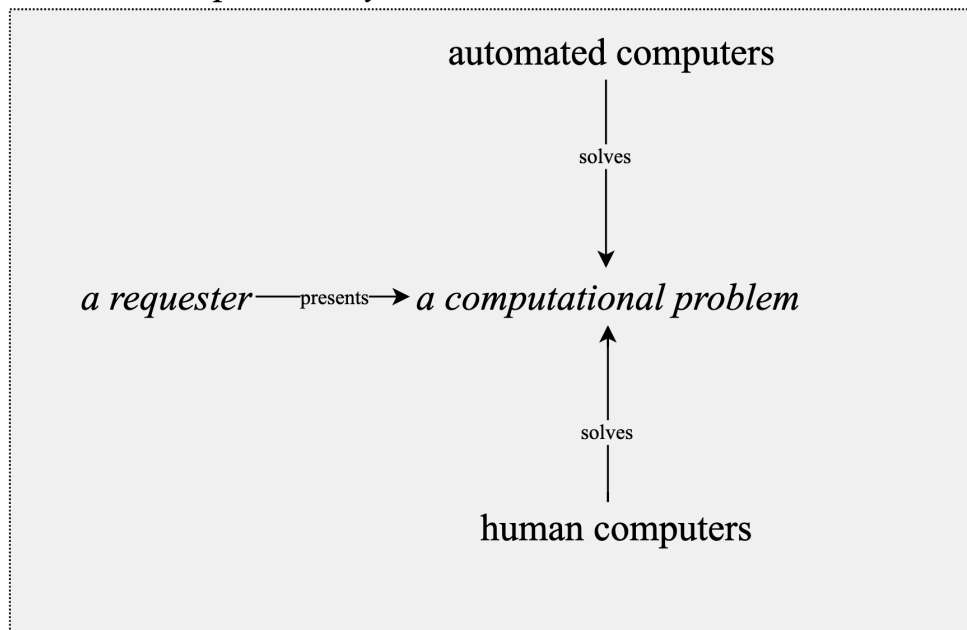 automated computers
solves
a requester presents a computational problem
solves
human computers